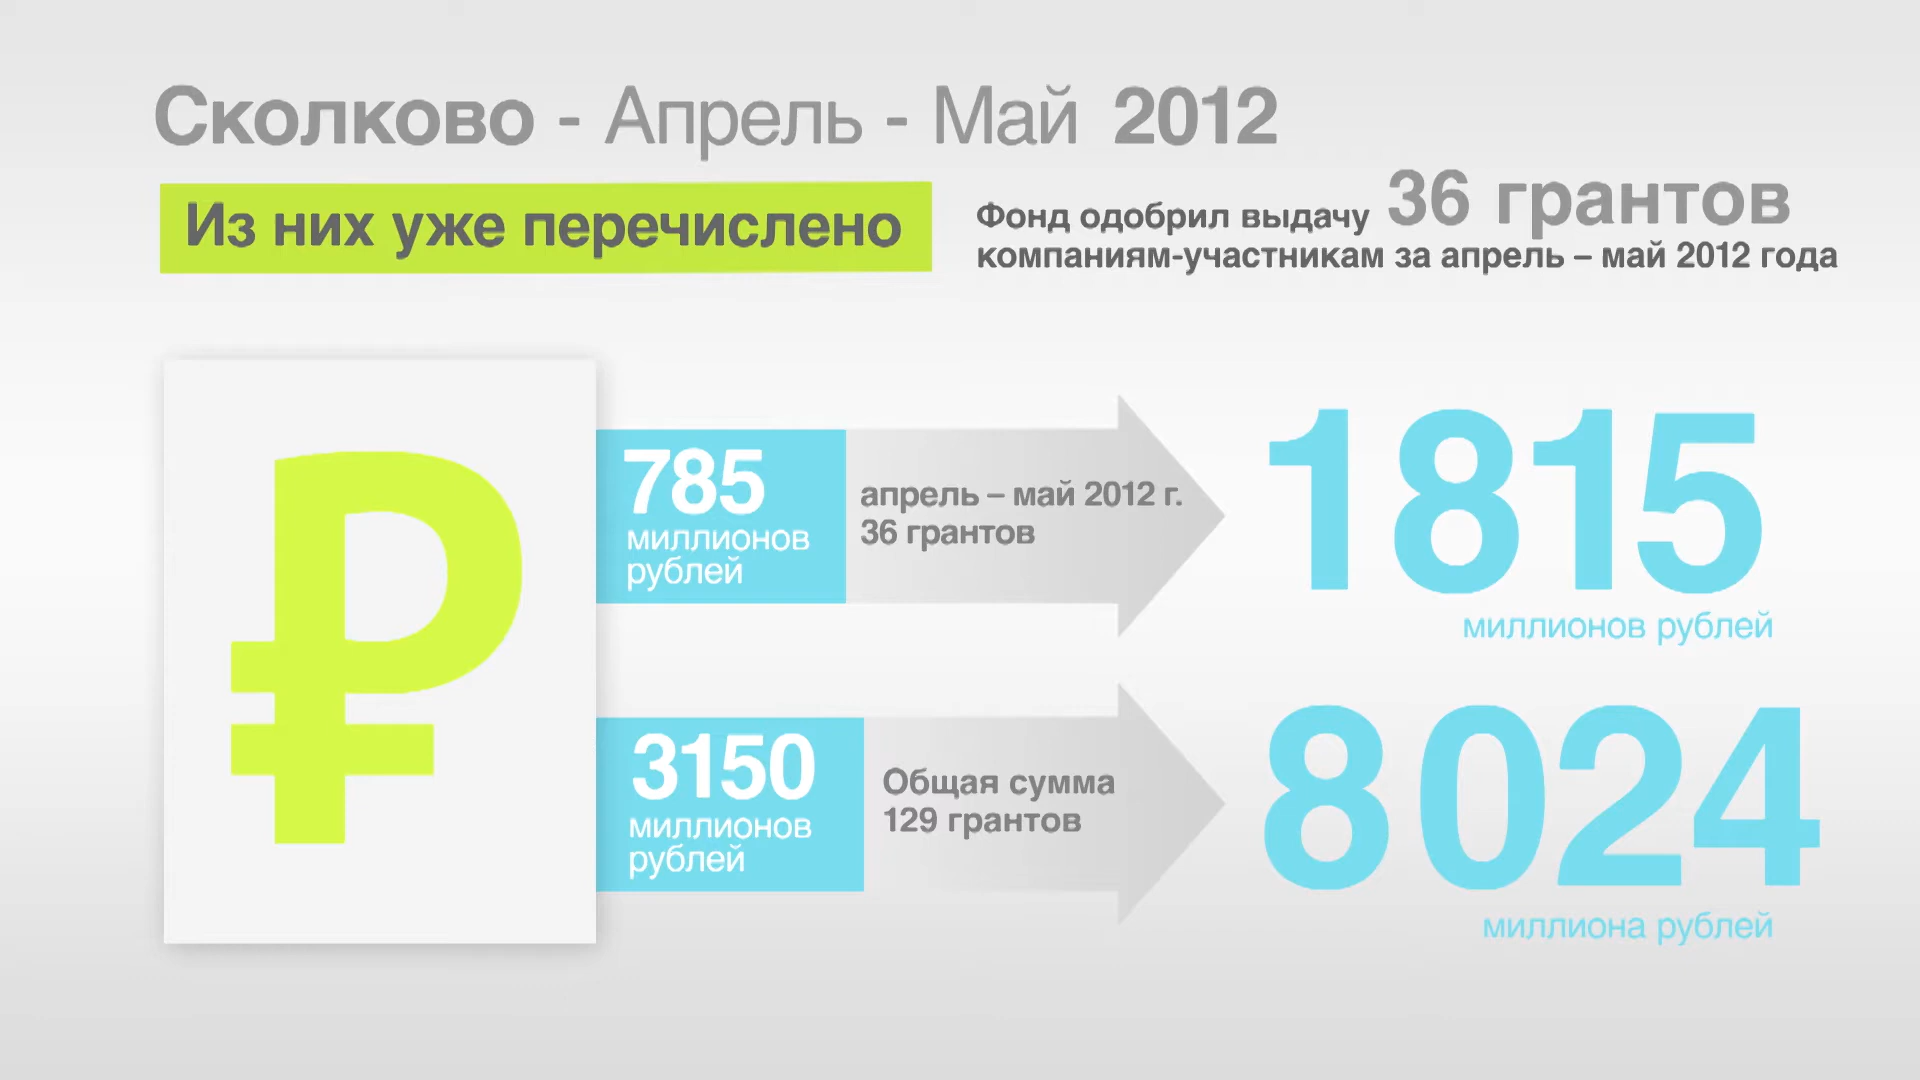 Сколково - Апрель - Май 2012
Из них уже перечислено
Фонд одобрил выдачу 36 грантов
компаниям-участникам за апрель – май 2012 года
785
миллионов
рублей
апрель – май 2012 г.
36 грантов
1815
миллионов рублей
3150
миллионов
рублей
Общая сумма
129 грантов
8 024
миллиона рублей